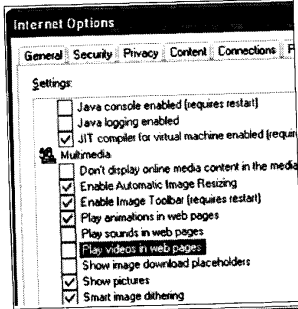 Internet Options
General Security Privacy Content Connections P
Settings:
Java console enabled (requires restart)
Java logging enabled
JIT compiler for virtual machine enabled (requir
Multimedia
Don't display online media content in the media
Enable Automatic Image Resizing
Enable Image Toolbar (requires restart)
Play animations in web pages
Play sounds in web pages
Play videos in web pages
Show image download placeholders
Show pictures
Smart image dithering